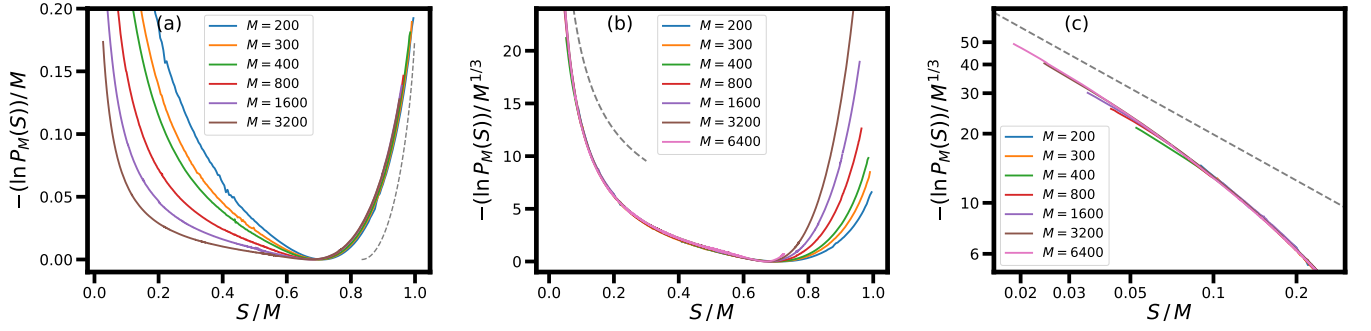 (a)
M = 200
M = 300
M = 400
M = 800
M = 1600
M = 3200
−(ln P_M(S))/M
0.20
0.15
0.10
0.05
0.00
0.0 0.2 0.4 0.6 0.8 1.0
S / M
(b)
M = 200
M = 300
M = 400
M = 800
M = 1600
M = 3200
M = 6400
−(ln P_M(S))/M^{1/3}
20
15
10
5
0
0.0 0.2 0.4 0.6 0.8 1.0
S / M
(c)
−(ln P_M(S))/M^{1/3}
50
40
30
20
10
6
M = 200
M = 300
M = 400
M = 800
M = 1600
M = 3200
M = 6400
0.02 0.03 0.05 0.1 0.2
S / M